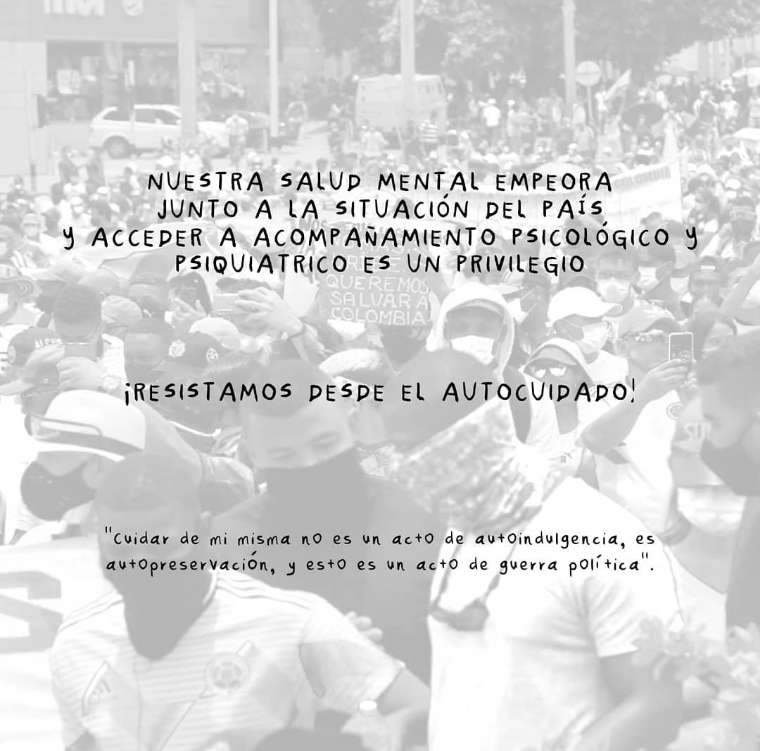 NUESTRA SALUD MENTAL EMPEORA
JUNTO A LA SITUACIÓN DEL PAÍS
Y ACCEDER A ACOMPAÑAMIENTO PSICOLÓGICO Y
PSIQUIATRICO ES UN PRIVILEGIO
QUEREMOS
SALVAR A
COLOMBIA
¡RESISTAMOS DESDE EL AUTOCUIDADO!
"Cuidar de mi misma no es un acto de autoindulgencia, es
autopreservación, y esto es un acto de guerra política".